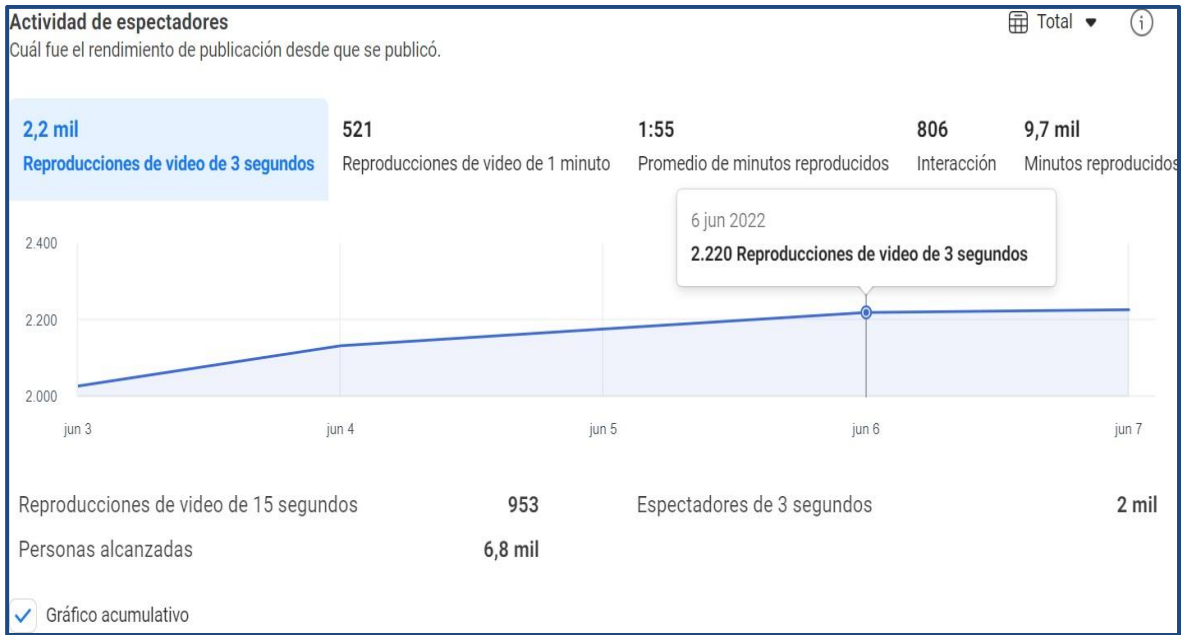 Actividad de espectadores
Total
Cuál fue el rendimiento de publicación desde que se publicó.
2,2 mil
Reproducciones de video de 3 segundos
521
Reproducciones de video de 1 minuto
1:55
Promedio de minutos reproducidos
806
Interacción
9,7 mil
Minutos reproducidos
6 jun 2022
2.220 Reproducciones de video de 3 segundos
2.400
2.200
2.000
jun 3
jun 4
jun 5
jun 6
jun 7
Reproducciones de video de 15 segundos 953
Espectadores de 3 segundos 2 mil
Personas alcanzadas 6,8 mil
Gráfico acumulativo